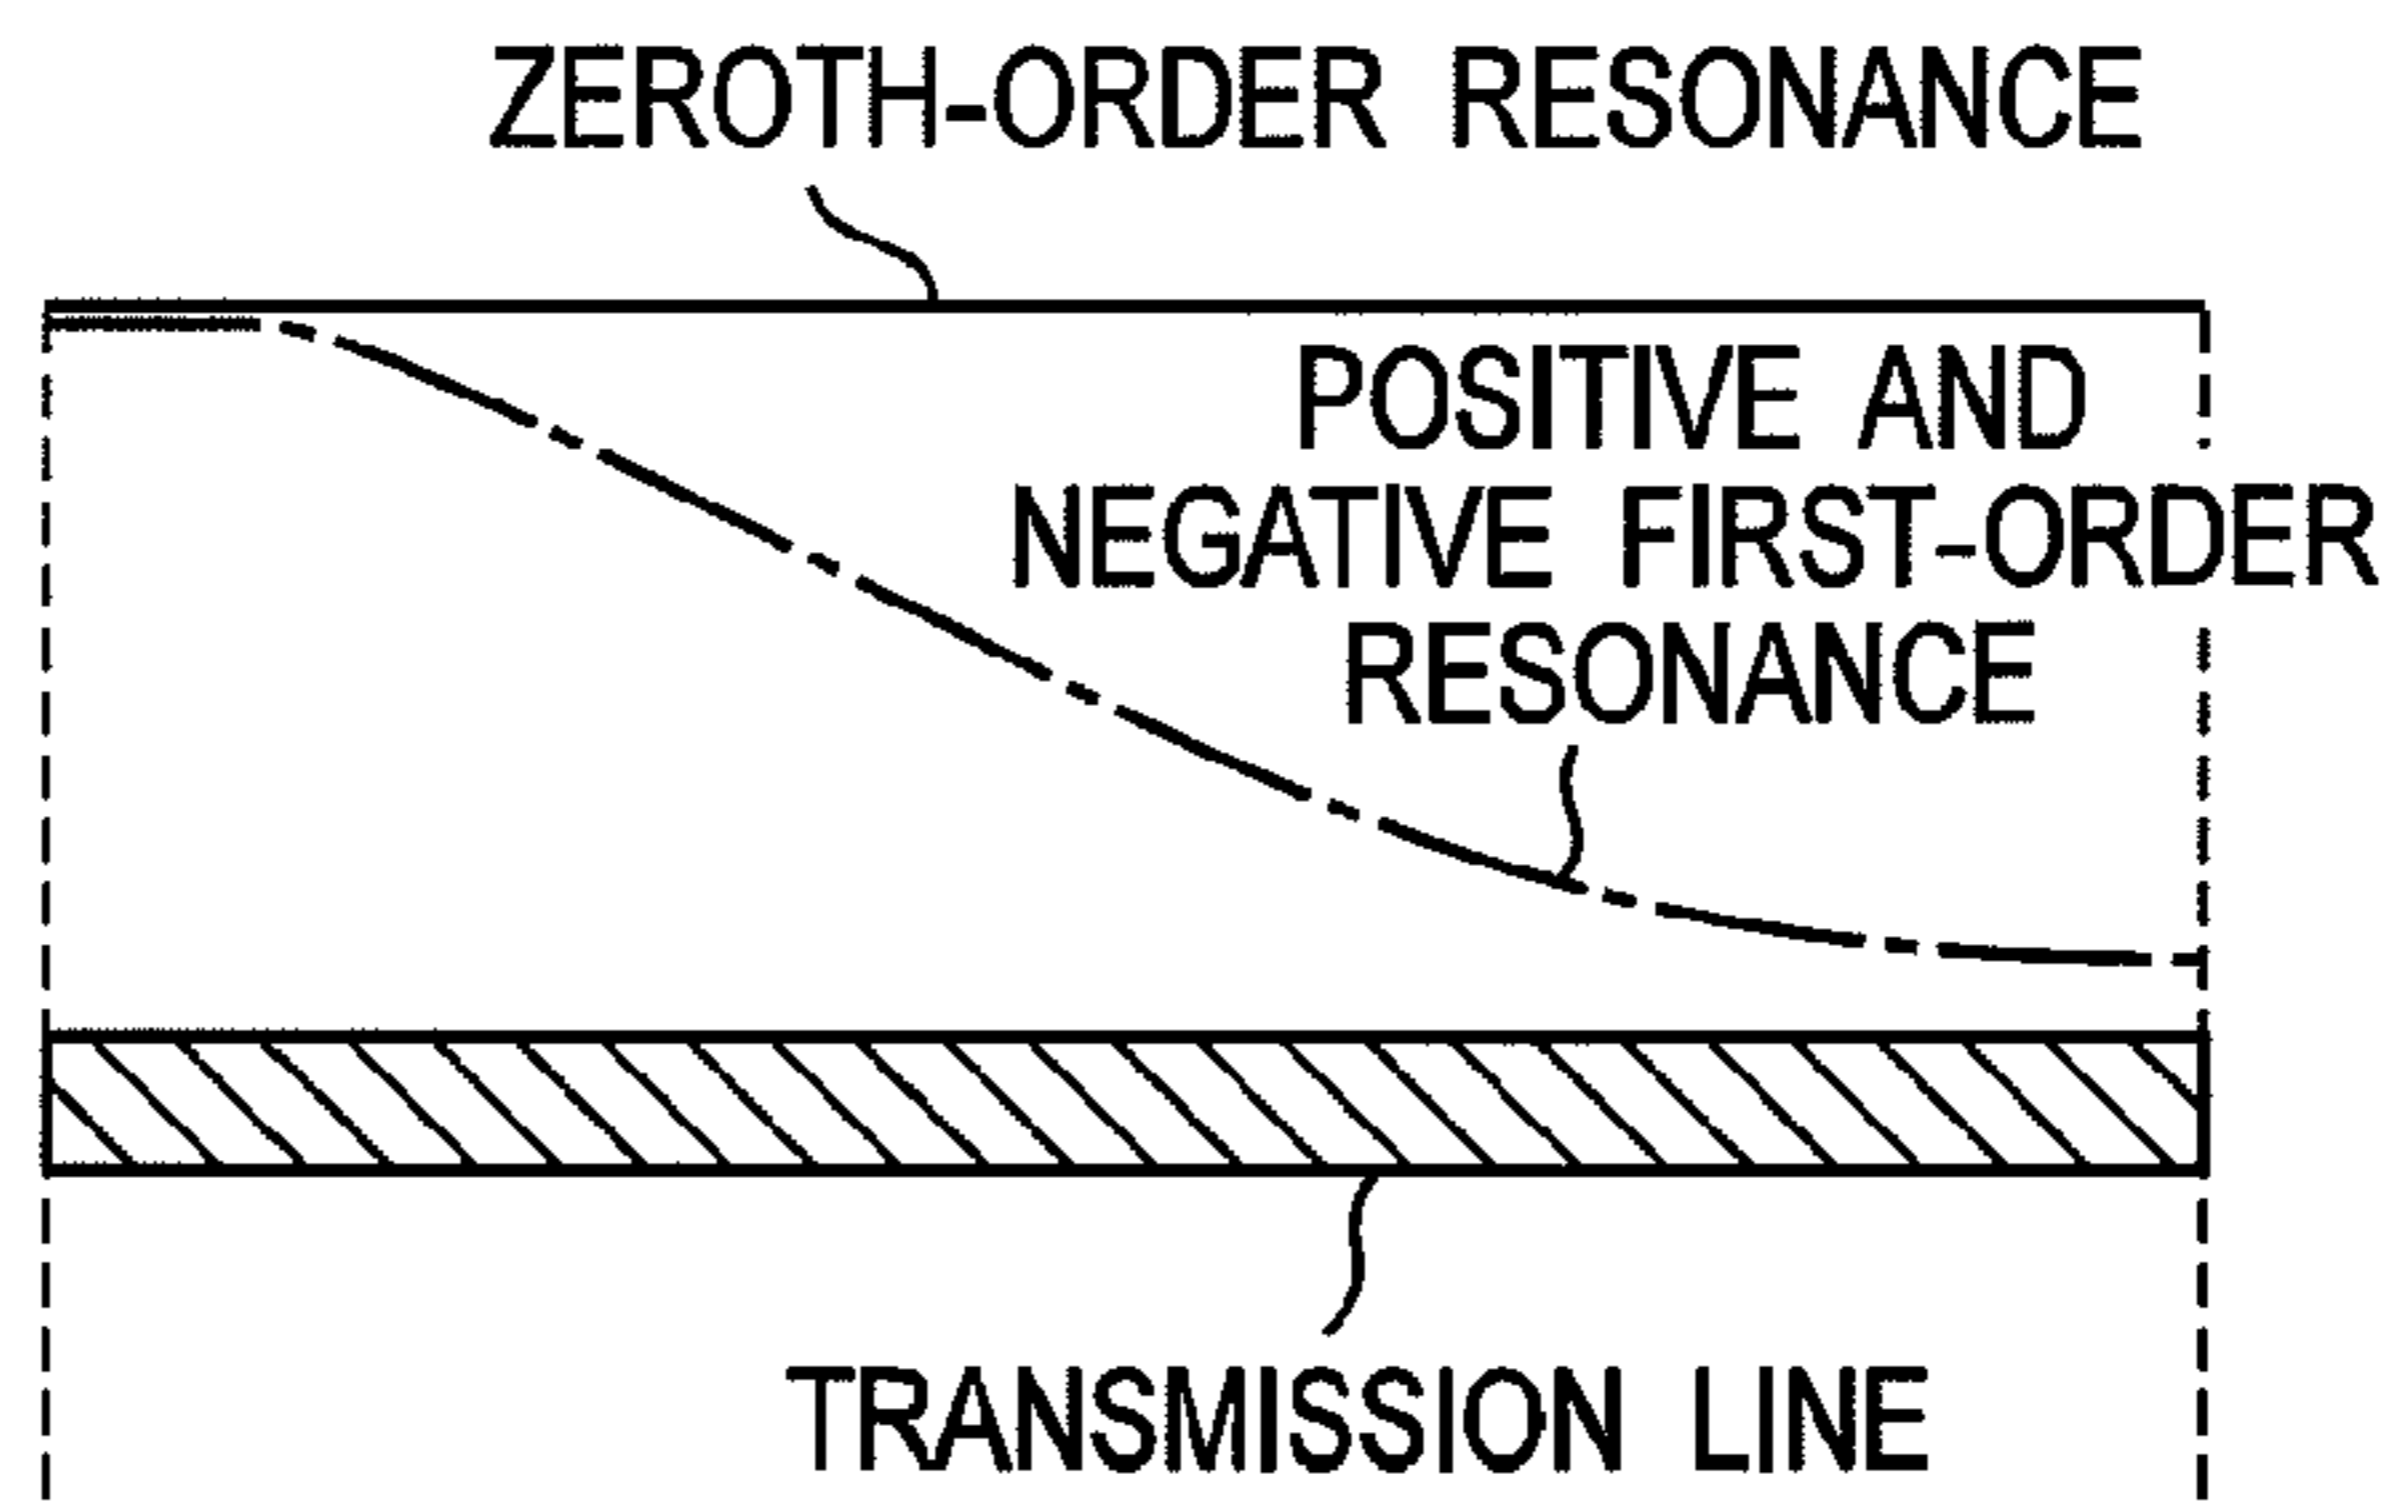 ZEROTH-ORDER RESONANCE
POSITIVE AND
NEGATIVE FIRST-ORDER
RESONANCE
TRANSMISSION LINE